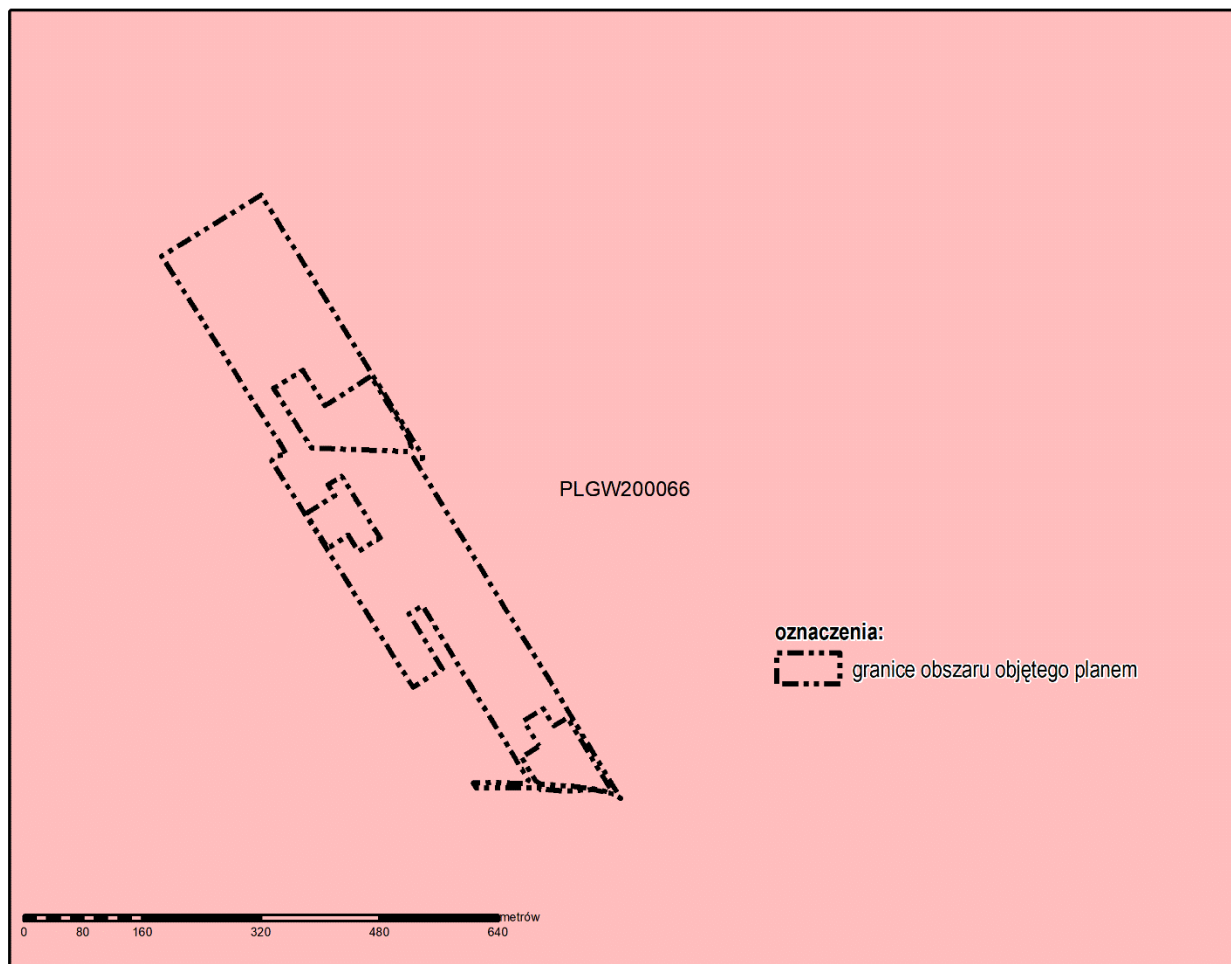 PLGW200066
oznaczenia:
granice obszaru objętego planem
metrów
0 80 160 320 480 640